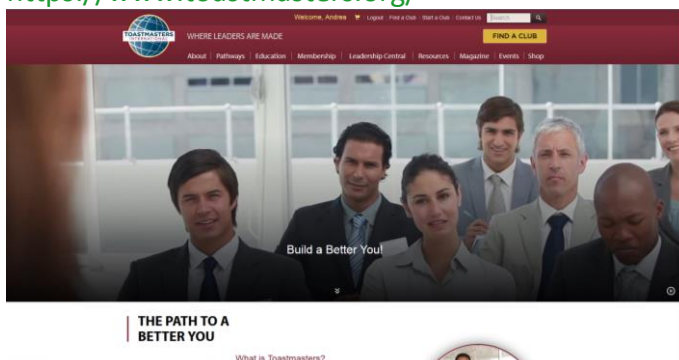 https://www.toastmasters.org/
Welcome, Andrea Logout Find a Club Start a Club Contact Us Search
TOASTMASTERS
INTERNATIONAL
WHERE LEADERS ARE MADE
FIND A CLUB
About Pathways Education Membership Leadership Central Resources Magazine Events Shop
Build a Better You!
THE PATH TO A
BETTER YOU
What is Toastmasters?